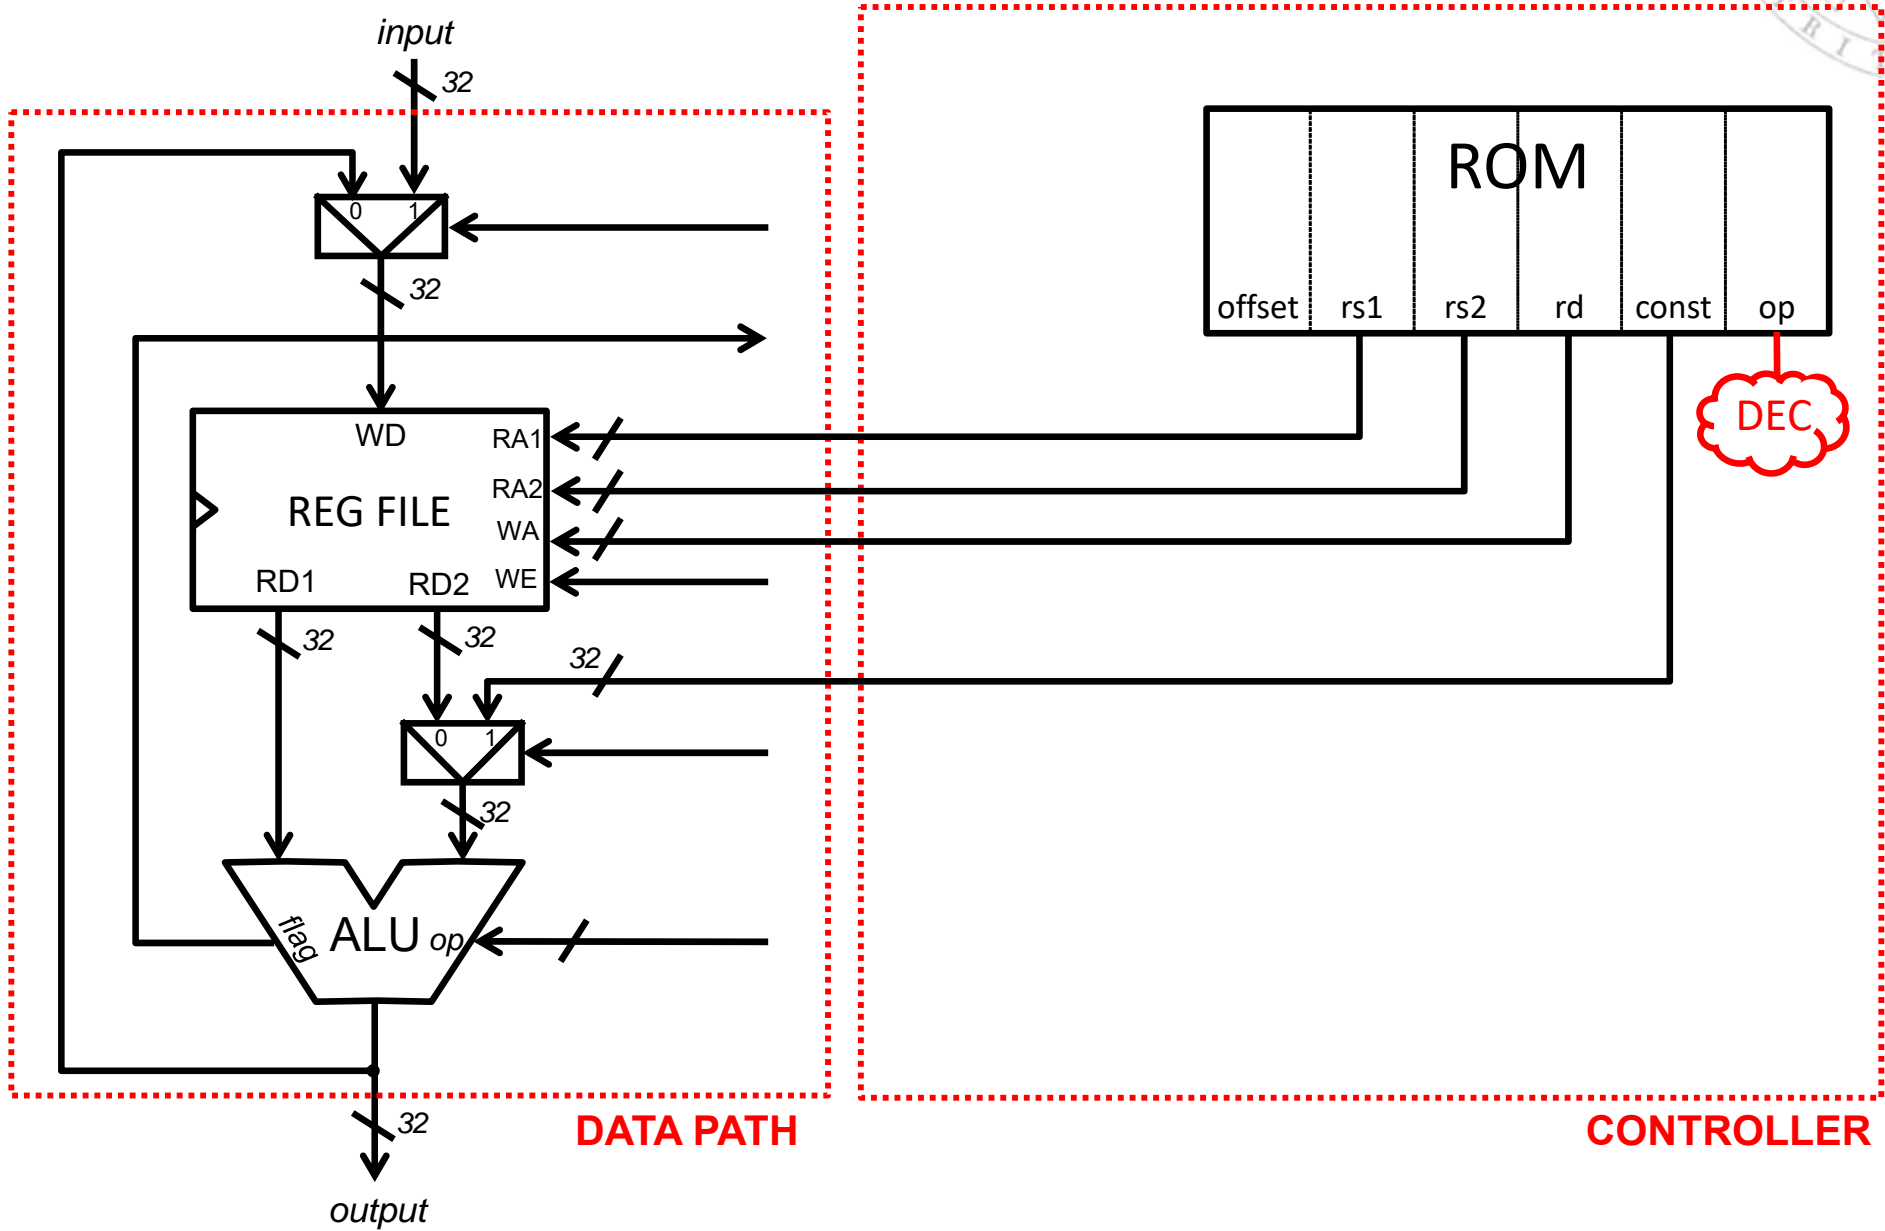 input
32
0 1
32
WD
RA1
RA2
WA
WE
REG FILE
RD1
RD2
32
32
32
0 1
32
flag
ALU
op
32
output
DATA PATH
ROM
offset
rs1
rs2
rd
const
op
DEC
CONTROLLER
R I